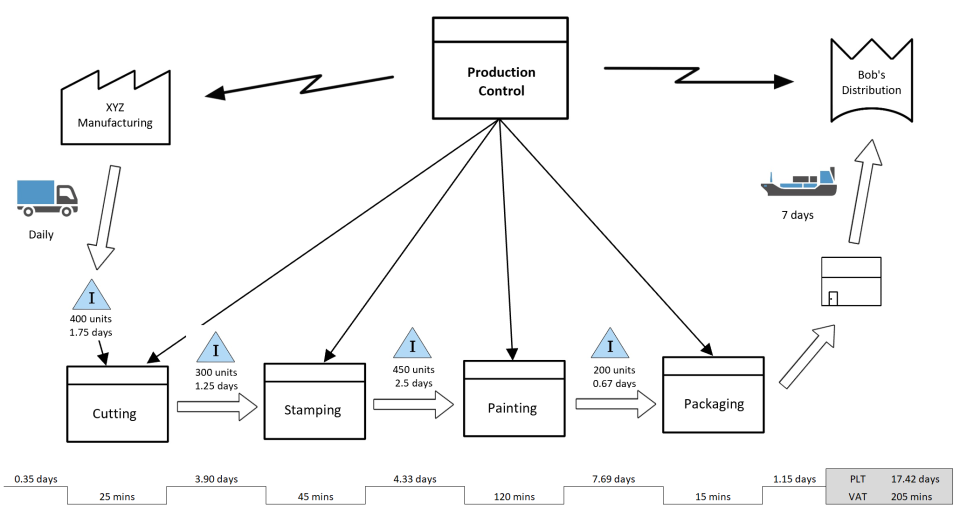 Production
Control
XYZ
Manufacturing
Bob's
Distribution
Daily
7 days
I
400 units
1.75 days
I
300 units
1.25 days
I
450 units
2.5 days
I
200 units
0.67 days
Cutting
Stamping
Painting
Packaging
0.35 days
3.90 days
4.33 days
7.69 days
1.15 days
PLT 17.42 days
25 mins
45 mins
120 mins
15 mins
VAT 205 mins